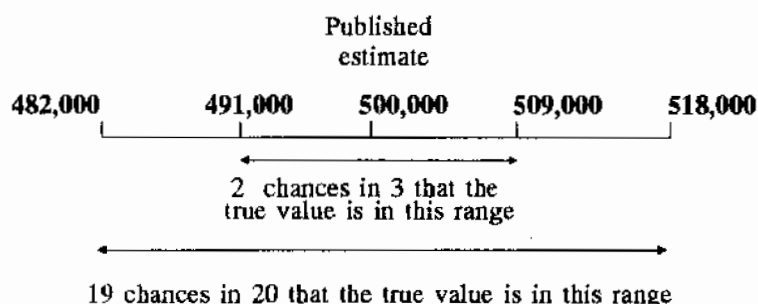 Published
estimate
482,000 491,000 500,000 509,000 518,000
2 chances in 3 that the
true value is in this range
19 chances in 20 that the true value is in this range